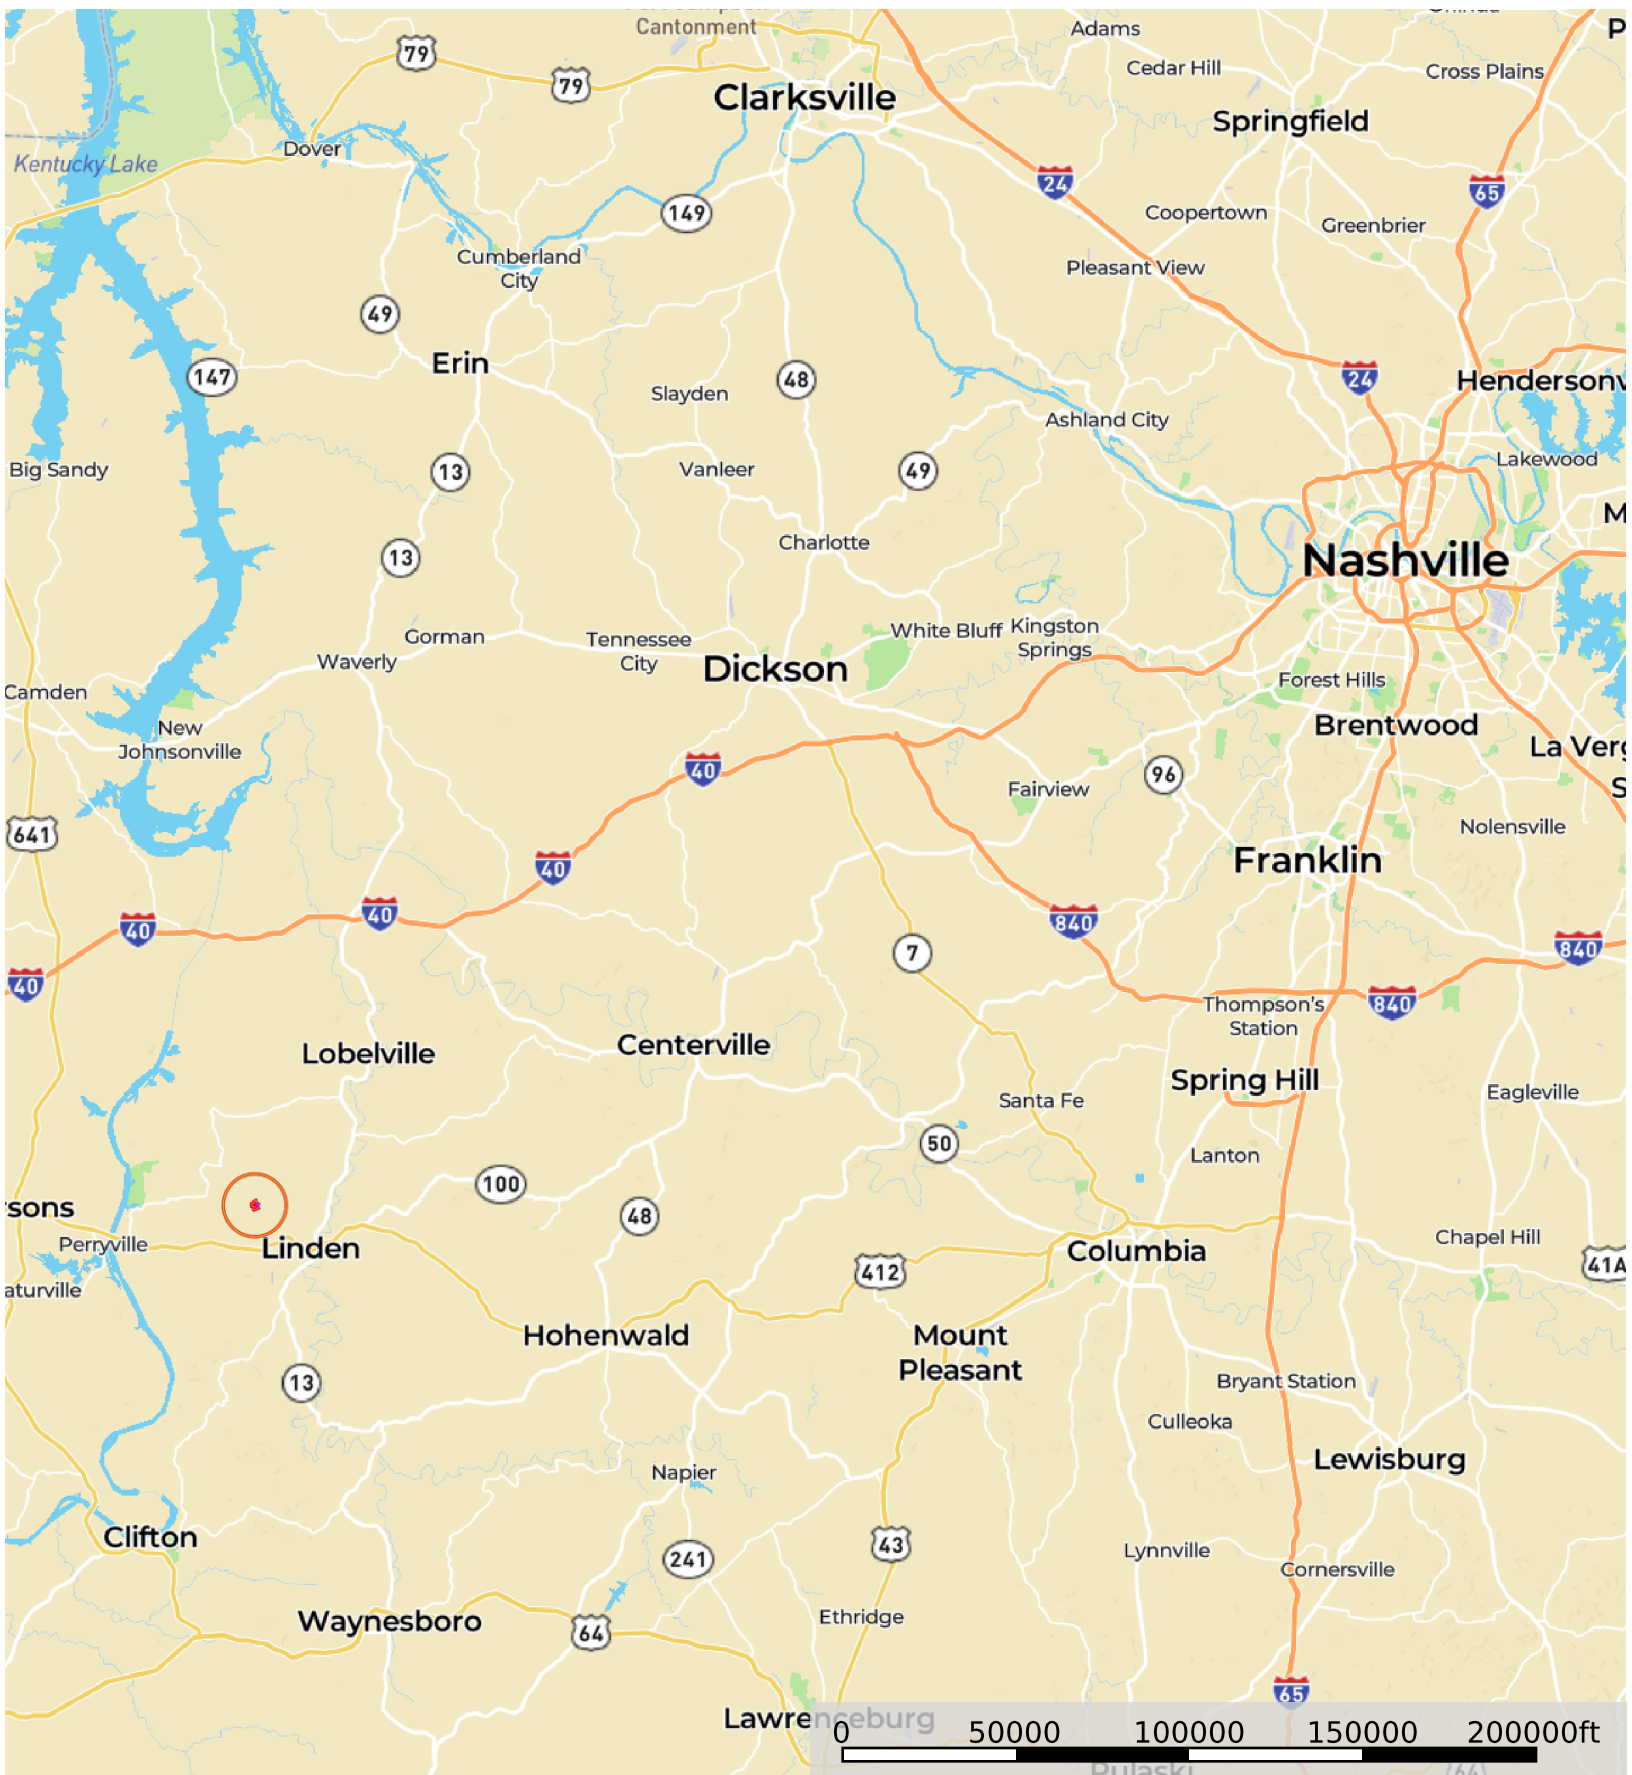 Cantonment
Adams
P
79
Cedar Hill
Cross Plains
79
Clarksville
Springfield
Dover
Kentucky Lake
24
65
149
Coopertown
Greenbrier
Cumberland
City
Pleasant View
49
Erin
147
48
24
Hendersonv
Slayden
Ashland City
Big Sandy
13
Vanleer
49
Lakewood
M
Charlotte
13
Nashville
Gorman
Tennessee
City
White Bluff
Kingston
Springs
Waverly
Dickson
Camden
Forest Hills
New
Johnsonville
Brentwood
La Verg
40
96
Fairview
S
641
Nolensville
Franklin
40
40
40
840
7
840
40
Thompson's
Station
840
Lobelville
Centerville
Spring Hill
Santa Fe
Eagleville
50
Lanton
100
rsons
48
Perryville
Linden
Columbia
Chapel Hill
412
41A
aturville
Hohenwald
Mount
Pleasant
13
Bryant Station
Culleoka
Lewisburg
Napier
Clifton
43
Lynnville
241
Cornersville
Waynesboro
64
Ethridge
65
Lawrenceburg
0 50000 100000 150000 200000ft
Pulaski
64